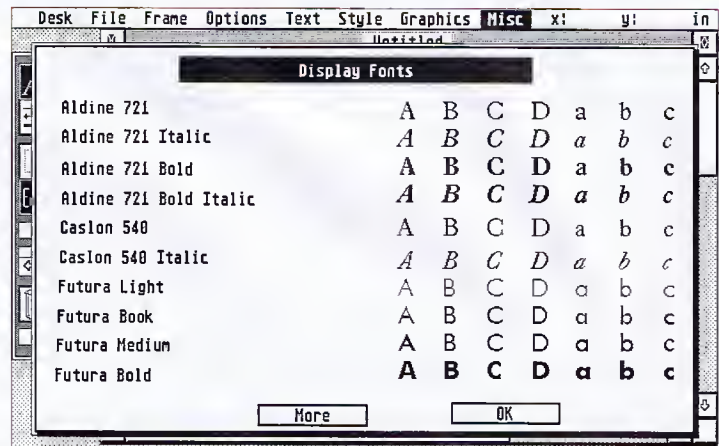 Desk File Frame Options Text Style Graphics Misc x: y: in
Untitled
Display Fonts
Aldine 721 A B C D a b c
Aldine 721 Italic A B C D a b c
Aldine 721 Bold A B C D a b c
Aldine 721 Bold Italic A B C D a b c
Caslon 540 A B C D a b c
Caslon 540 Italic A B C D a b c
Futura Light A B C D a b c
Futura Book A B C D a b c
Futura Medium A B C D a b c
Futura Bold A B C D a b c
More OK